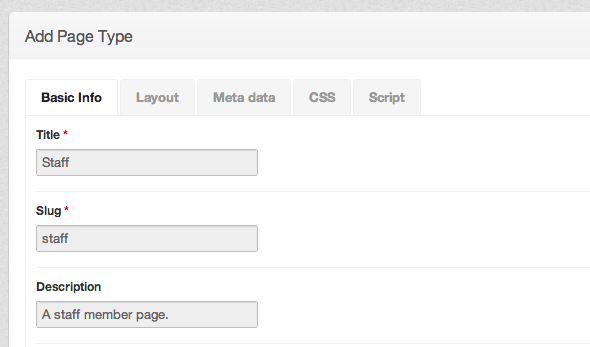 Add Page Type
Basic Info Layout Meta data CSS Script
Title *
Staff
Slug *
staff
Description
A staff member page.